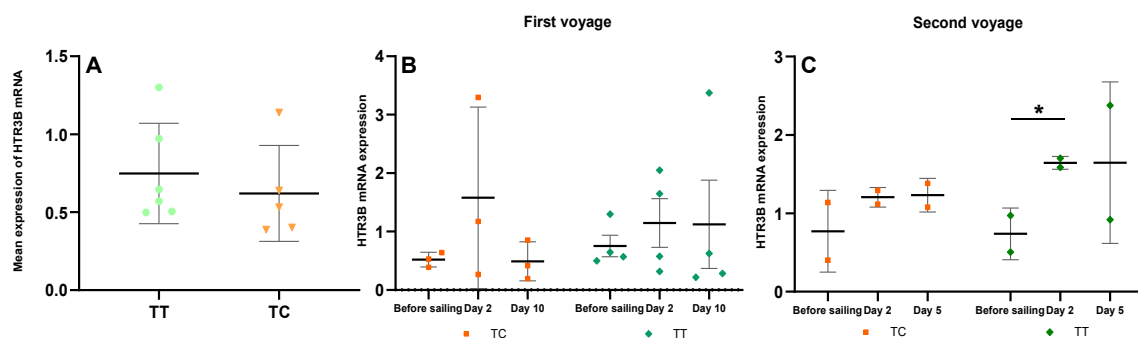 First voyage
Second voyage
A
Mean expression of HTR3B mRNA
1.5
1.0
0.5
0.0
TT
TC
B
HTR3B mRNA expression
4
3
2
1
0
Before sailing Day 2 Day 10 Before sailing Day 2 Day 10
TC TT
C
HTR3B mRNA expression
3
2
1
0
*
Before sailing Day 2 Day 5 Before sailing Day 2 Day 5
TC TT